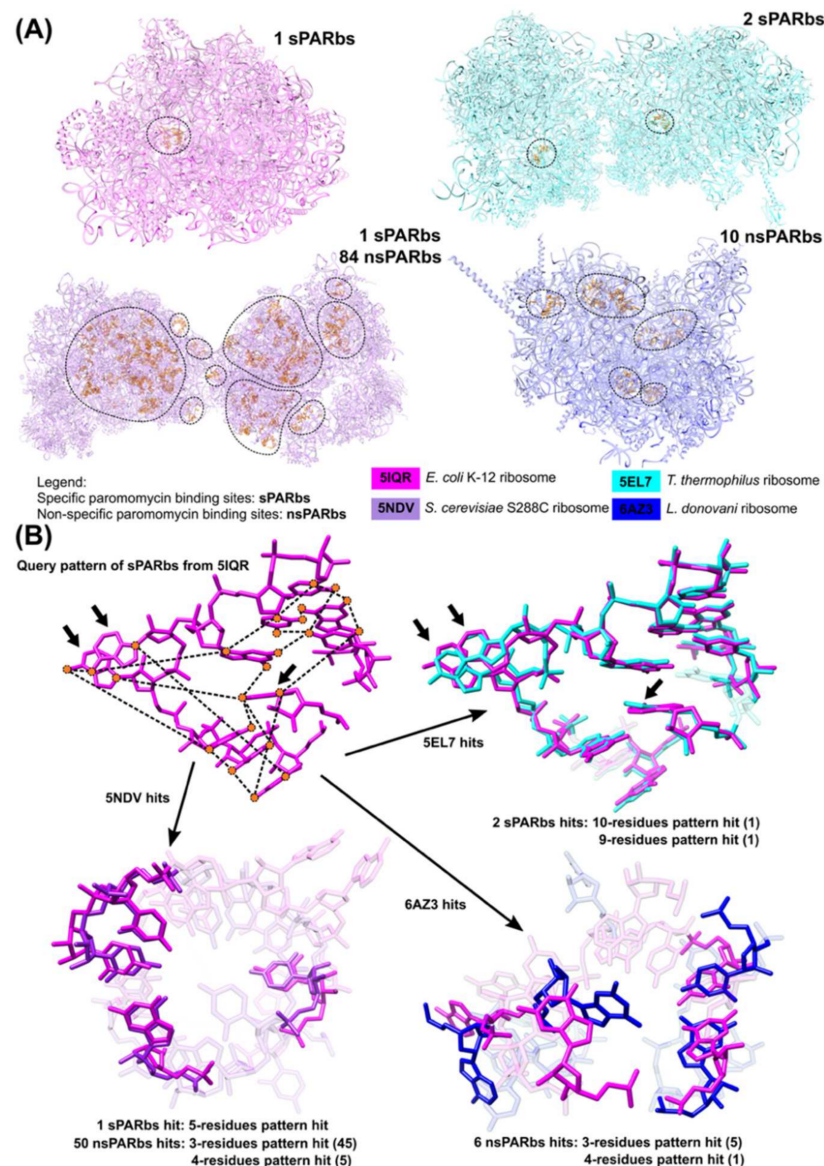 (A)
1 sPARbs
2 sPARbs
1 sPARbs
84 nsPARbs
10 nsPARbs
Legend:
Specific paromomycin binding sites: sPARbs
Non-specific paromomycin binding sites: nsPARbs
5IQR E. coli K-12 ribosome
5EL7 T. thermophilus ribosome
5NDV S. cerevisiae S288C ribosome
6AZ3 L. donovani ribosome
(B)
Query pattern of sPARbs from 5IQR
5EL7 hits
5NDV hits
2 sPARbs hits: 10-residues pattern hit (1)
9-residues pattern hit (1)
6AZ3 hits
1 sPARbs hit: 5-residues pattern hit
50 nsPARbs hits: 3-residues pattern hit (45)
4-residues pattern hit (5)
6 nsPARbs hits: 3-residues pattern hit (5)
4-residues pattern hit (1)